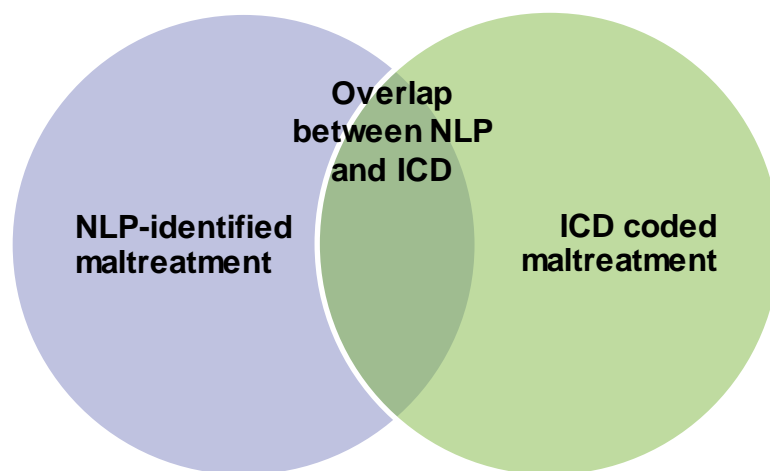 Overlap
between NLP
and ICD
NLP-identified
maltreatment
ICD coded
maltreatment